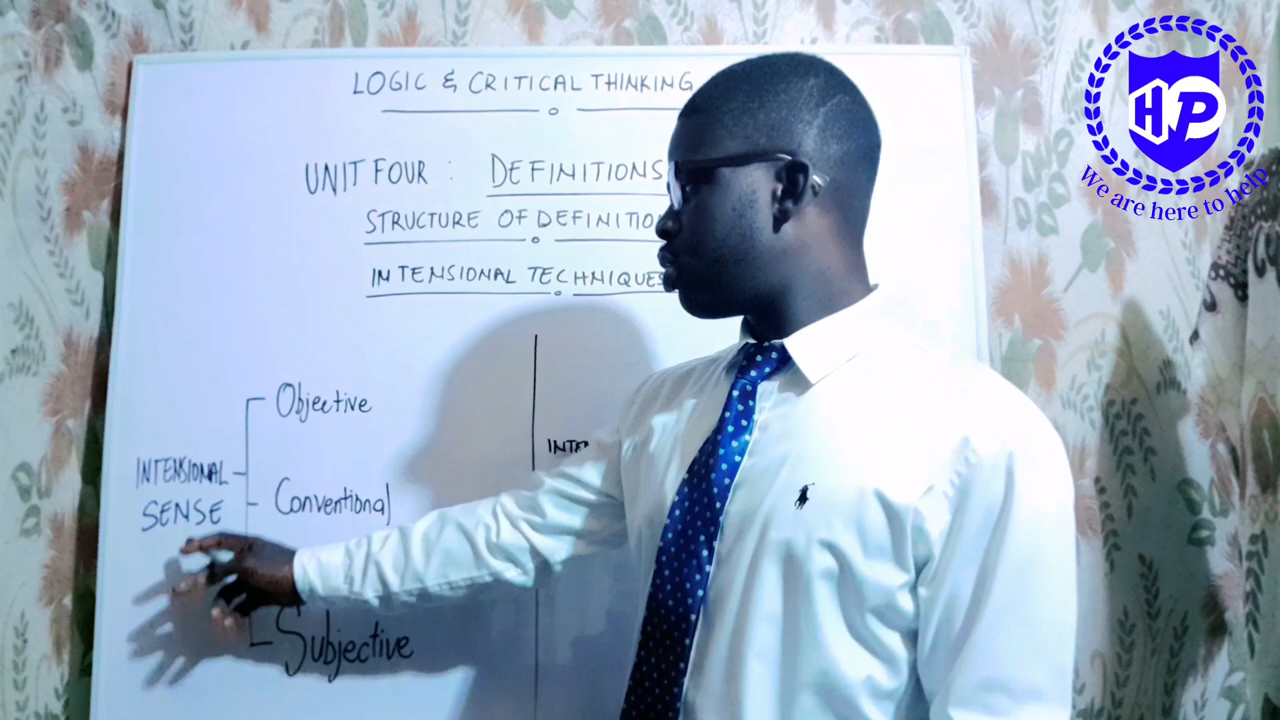 LOGIC & CRITICAL THINKING
UNIT FOUR : DEFINITIONS
STRUCTURE OF DEFINITIO
INTENSIONAL TECHNIQUES
Objective
INTENSIONAL
SENSE
Conventional
Subjective
INTE
HP
We are here to help